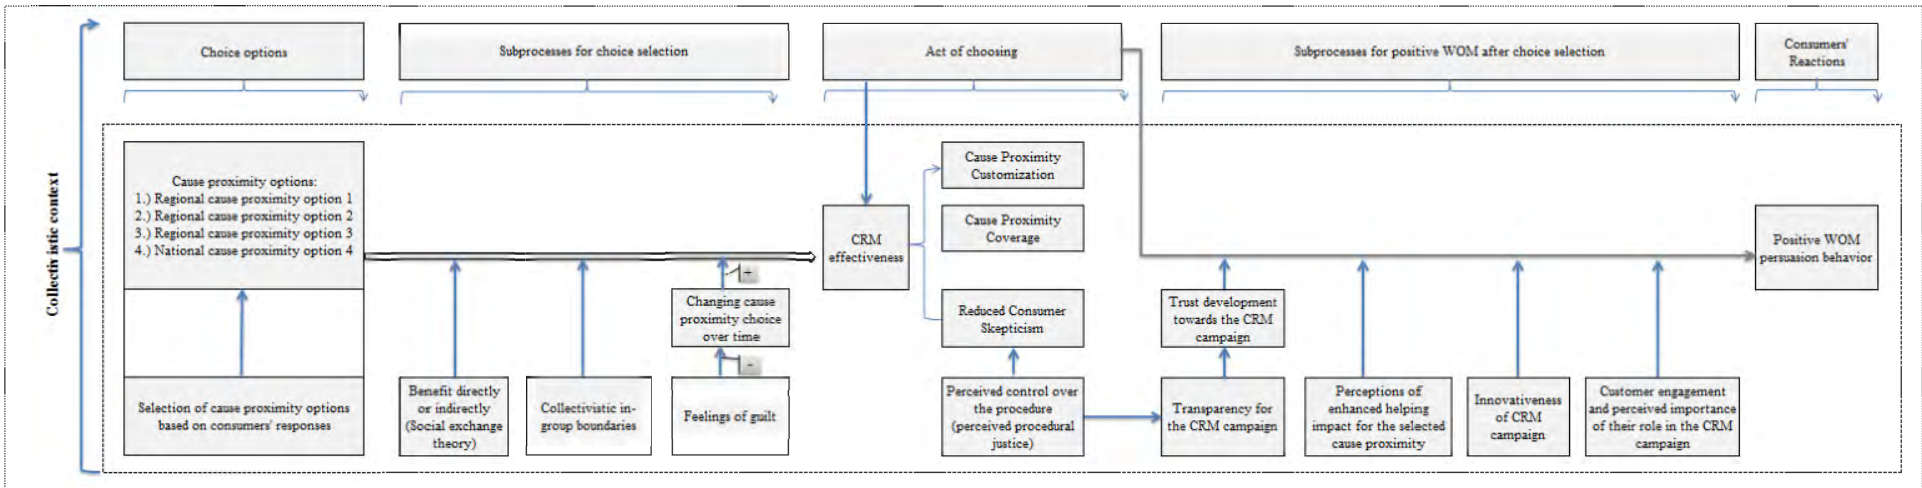 Collectivistic context
Choice options
Subprocesses for choice selection
Act of choosing
Subprocesses for positive WOM after choice selection
Consumers'
Reactions
Cause proximity options:
1.) Regional cause proximity option 1
2.) Regional cause proximity option 2
3.) Regional cause proximity option 3
4.) National cause proximity option 4
Selection of cause proximity options
based on consumers' responses
Benefit directly
or indirectly
(Social exchange
theory)
Collectivistic in-
group boundaries
+
Changing cause
proximity choice
over time
-
Feelings of guilt
CRM
effectiveness
Cause Proximity
Customization
Cause Proximity
Coverage
Reduced Consumer
Skepticism
Perceived control over
the procedure
(perceived procedural
justice)
Trust development
towards the CRM
campaign
Transparency for
the CRM campaign
Perceptions of
enhanced helping
impact for the selected
cause proximity
Innovativeness
of CRM
campaign
Customer engagement
and perceived importance
of their role in the CRM
campaign
Positive WOM
persuasion behavior